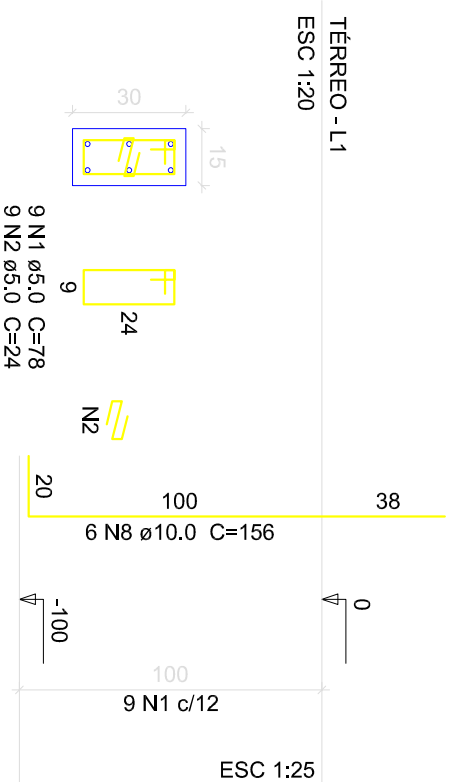 TÉRREO - L1
ESC 1:20
30
15
9
24
9 N1 ø5.0 C=78
9 N2 ø5.0 C=24
N2
20
100
38
6 N8 ø10.0 C=156
-100
0
100
9 N1 c/12
ESC 1:25